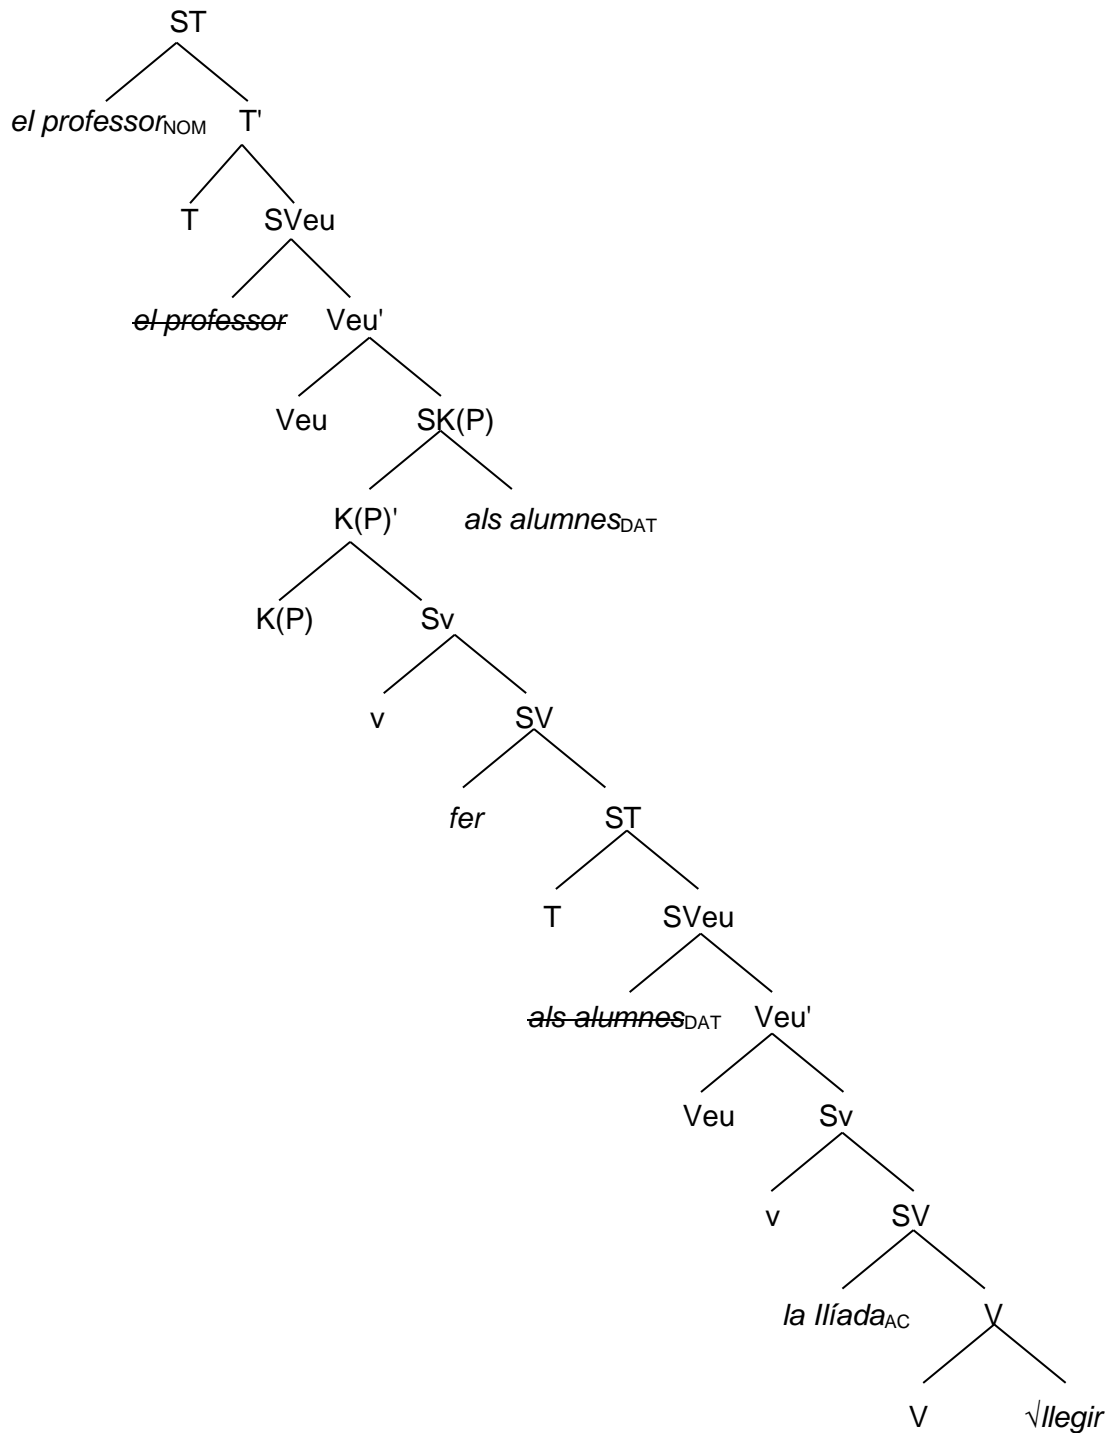 ST
el professorNOM T'
T SVeu
el professor Veu'
Veu SK(P)
K(P)' als alumnesDAT
K(P) Sv
v SV
fer ST
T SVeu
als alumnesDAT Veu'
Veu Sv
v SV
la IlíadaAC V
V √llegir